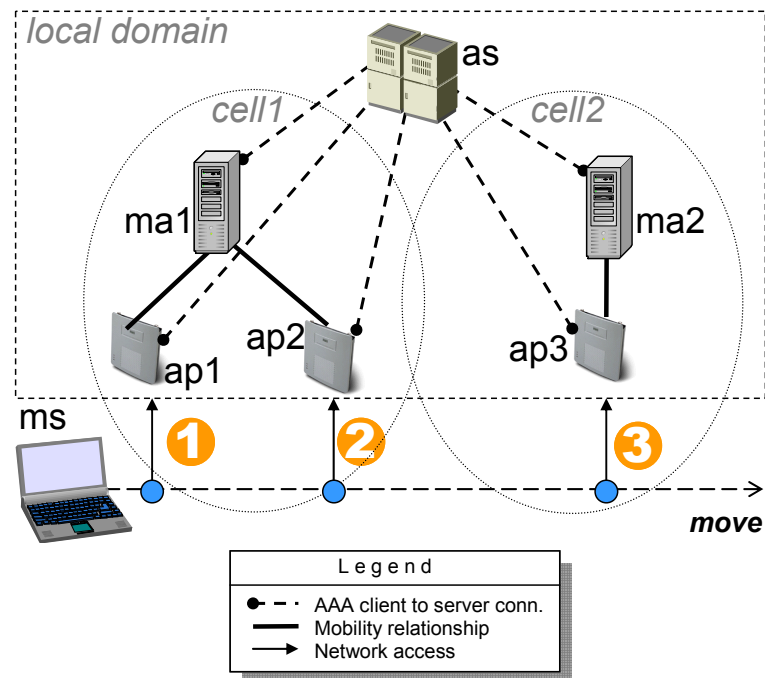 local domain
as
cell1
cell2
ma1
ma2
ap1
ap2
ap3
ms
1
2
3
move
Legend
AAA client to server conn.
Mobility relationship
Network access